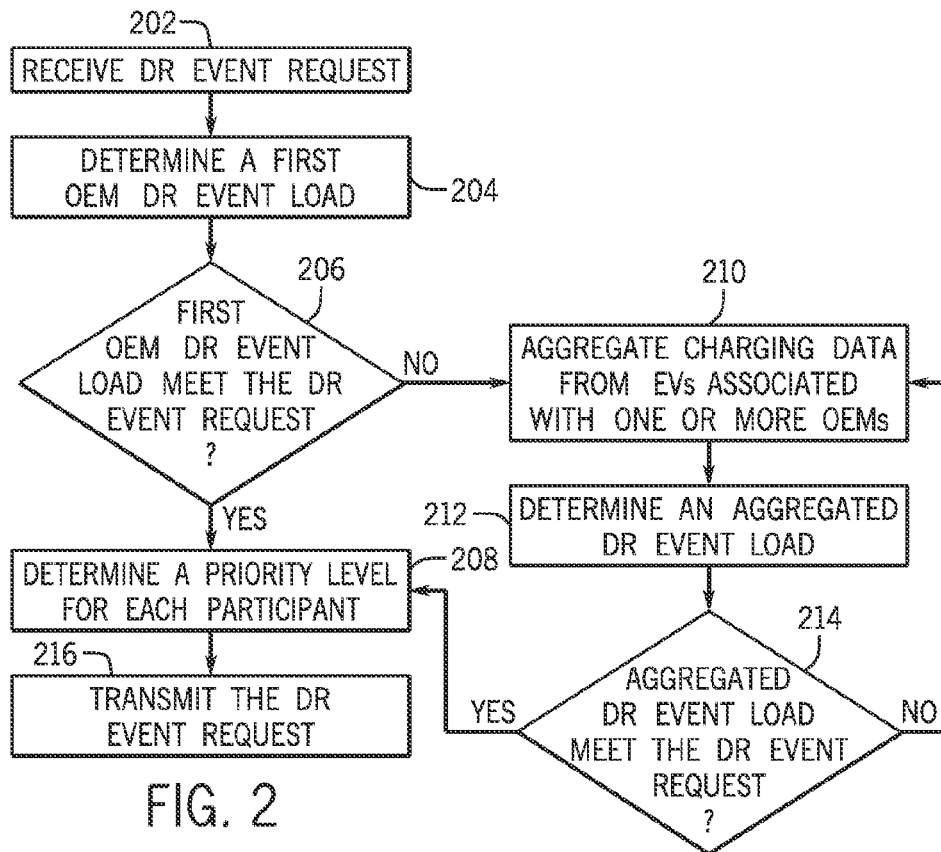 202
RECEIVE DR EVENT REQUEST
DETERMINE A FIRST
OEM DR EVENT LOAD
204
206
FIRST
OEM DR EVENT
LOAD MEET THE DR
EVENT REQUEST
?
NO
YES
210
AGGREGATE CHARGING DATA
FROM EVs ASSOCIATED
WITH ONE OR MORE OEMs
212
DETERMINE AN AGGREGATED
DR EVENT LOAD
208
DETERMINE A PRIORITY LEVEL
FOR EACH PARTICIPANT
214
AGGREGATED
DR EVENT LOAD
MEET THE DR EVENT
REQUEST
?
YES
NO
216
TRANSMIT THE DR
EVENT REQUEST
FIG. 2